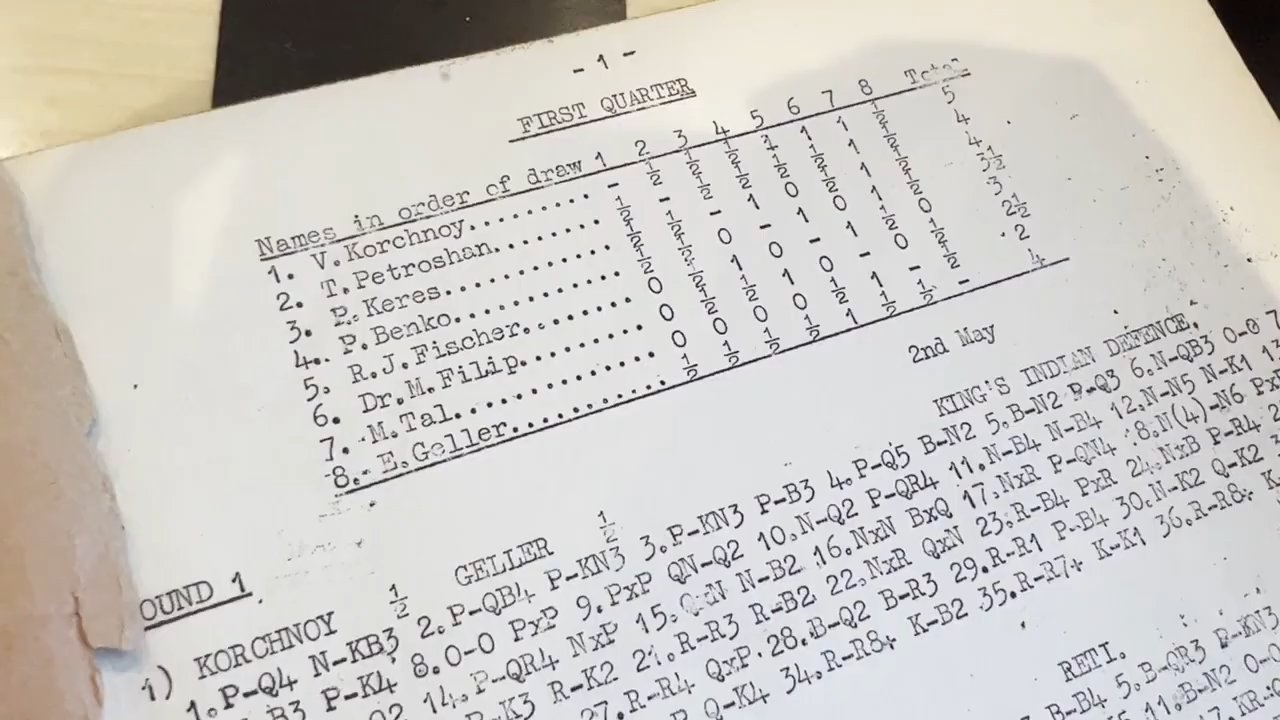 - 1 -
FIRST QUARTER
Names in order of draw 1 2 3 4 5 6 7 8 Total
1. V.Korchnoy......... - ½ ½ ½ 1 1 1 ½ 5
2. T.Petroshan........ ½ - ½ ½ ½ ½ 1 ½ 4
3. P.Keres............ ½ ½ - 1 0 ½ 1 ½ 4
4. P.Benko............ ½ ½ 0 - 1 0 1 ½ 3½
5. R.J.Fischer........ 0 ½ 1 0 - 1 ½ 0 3
6. Dr.M.Filip......... 0 ½ ½ 1 0 - 0 ½ 2½
7. M.Tal.............. 0 0 0 0 ½ 1 - ½ 2
8. E.Geller........... ½ ½ ½ ½ 1 ½ ½ - 4
2nd May
OUND 1
1) KORCHNOY ½ GELLER ½ KING'S INDIAN DEFENCE.
1.P-Q4 N-KB3 2.P-QB4 P-KN3 3.P-KN3 P-B3 4.P-Q5 B-N2 5.B-N2 P-Q3 6.N-QB3 0-0 7
B3 P-K4 8.0-0 PxP 9.PxP QN-Q2 10.N-Q2 P-QR4 11.N-B4 N-B4 12.N-N5 N-K1 13
Q2 14.P-QR4 NxP 15.QxN N-B2 16.NxN BxQ 17.NxR P-QN4 18.N(4)-N6 Px
R-K3 R-K2 21.R-R3 R-B2 22.NxR QxN 23.R-B4 PxR 24.NxB P-R4 2
27.R-R4 QxP 28.B-Q2 B-R3 29.R-R1 P-B4 30.N-K2 Q-K2
Q-K4 34.R-R8+ K-B2 35.R-R7+ K-K1 36.R-R8+ K-
RETI.
B-B4 5.B-QR3 P-KN3
11.B-N2 0-0
KR-Q